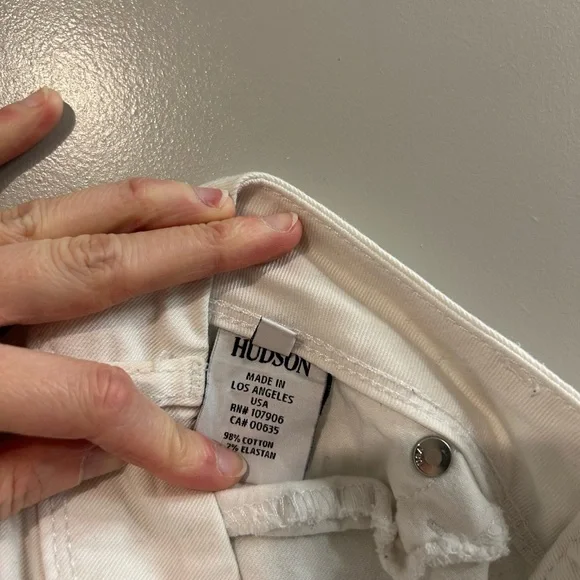 HUDSON
MADE IN
LOS ANGELES
USA
RN# 107906
CA# 00635
98% COTTON
2% ELASTAN